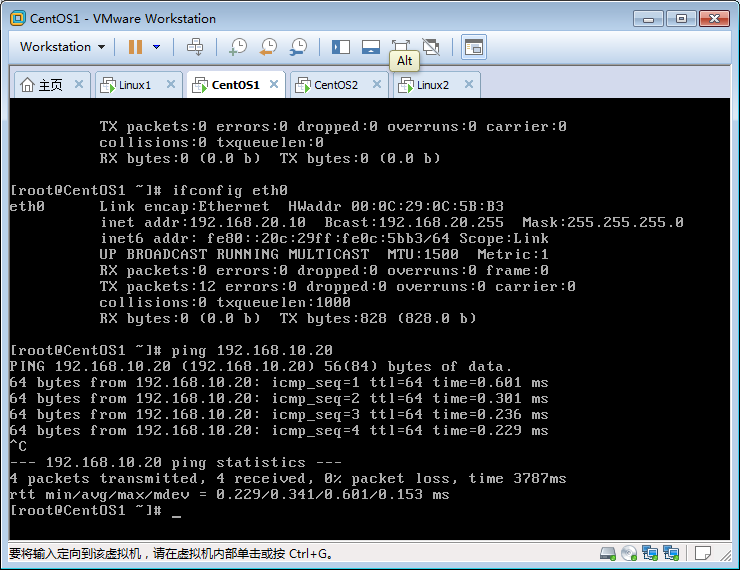 CentOS1 - VMware Workstation
Workstation
Alt
主页
Linux1
CentOS1
CentOS2
Linux2
TX packets:0 errors:0 dropped:0 overruns:0 carrier:0
collisions:0 txqueuelen:0
RX bytes:0 (0.0 b)  TX bytes:0 (0.0 b)
[root@CentOS1 ~]# ifconfig eth0
eth0      Link encap:Ethernet  HWaddr 00:0C:29:0C:5B:B3
inet addr:192.168.20.10  Bcast:192.168.20.255  Mask:255.255.255.0
inet6 addr: fe80::20c:29ff:fe0c:5bb3/64 Scope:Link
UP BROADCAST RUNNING MULTICAST  MTU:1500  Metric:1
RX packets:0 errors:0 dropped:0 overruns:0 frame:0
TX packets:12 errors:0 dropped:0 overruns:0 carrier:0
collisions:0 txqueuelen:1000
RX bytes:0 (0.0 b)  TX bytes:828 (828.0 b)
[root@CentOS1 ~]# ping 192.168.10.20
PING 192.168.10.20 (192.168.10.20) 56(84) bytes of data.
64 bytes from 192.168.10.20: icmp_seq=1 ttl=64 time=0.601 ms
64 bytes from 192.168.10.20: icmp_seq=2 ttl=64 time=0.301 ms
64 bytes from 192.168.10.20: icmp_seq=3 ttl=64 time=0.236 ms
64 bytes from 192.168.10.20: icmp_seq=4 ttl=64 time=0.229 ms
^C
--- 192.168.10.20 ping statistics ---
4 packets transmitted, 4 received, 0% packet loss, time 3787ms
rtt min/avg/max/mdev = 0.229/0.341/0.601/0.153 ms
[root@CentOS1 ~]# _
要将输入定向到该虚拟机，请在虚拟机内部单击或按 Ctrl+G。